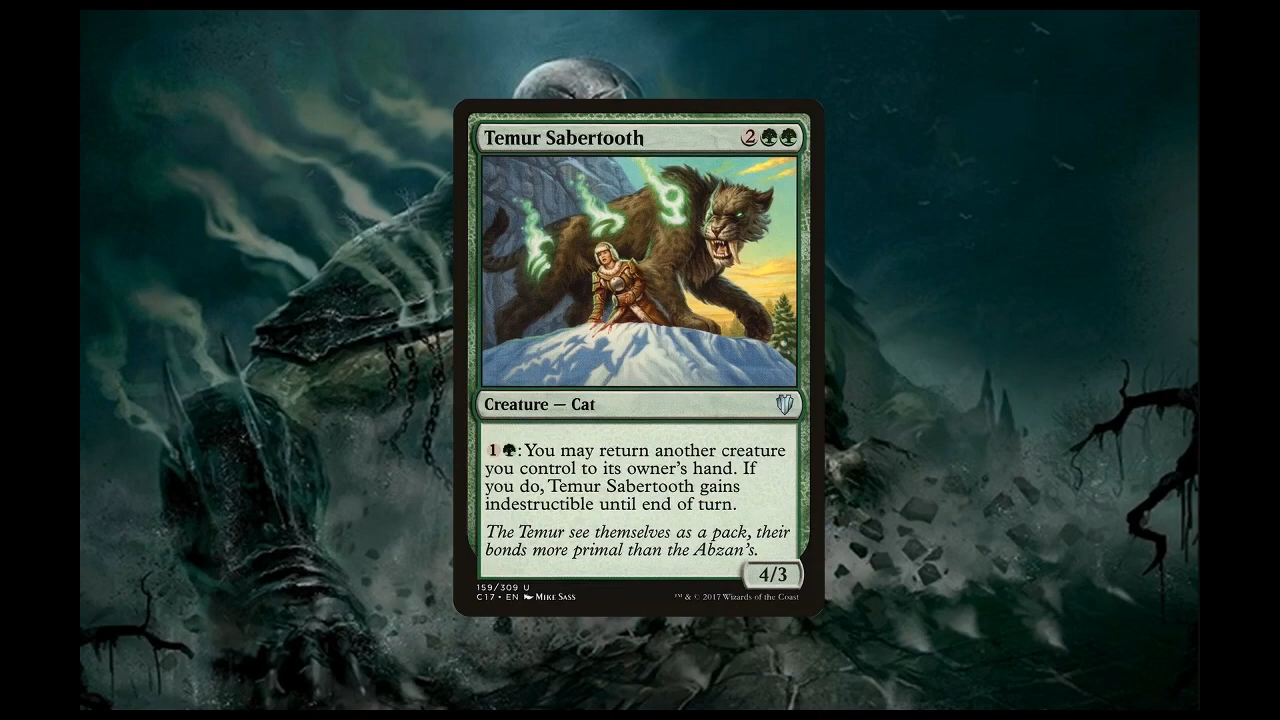 Temur Sabertooth 2
Creature — Cat
1 : You may return another creature
you control to its owner's hand. If
you do, Temur Sabertooth gains
indestructible until end of turn.
The Temur see themselves as a pack, their
bonds more primal than the Abzan's.
4/3
159/309 U
C17 • EN Mike Sass
™ & © 2017 Wizards of the Coast